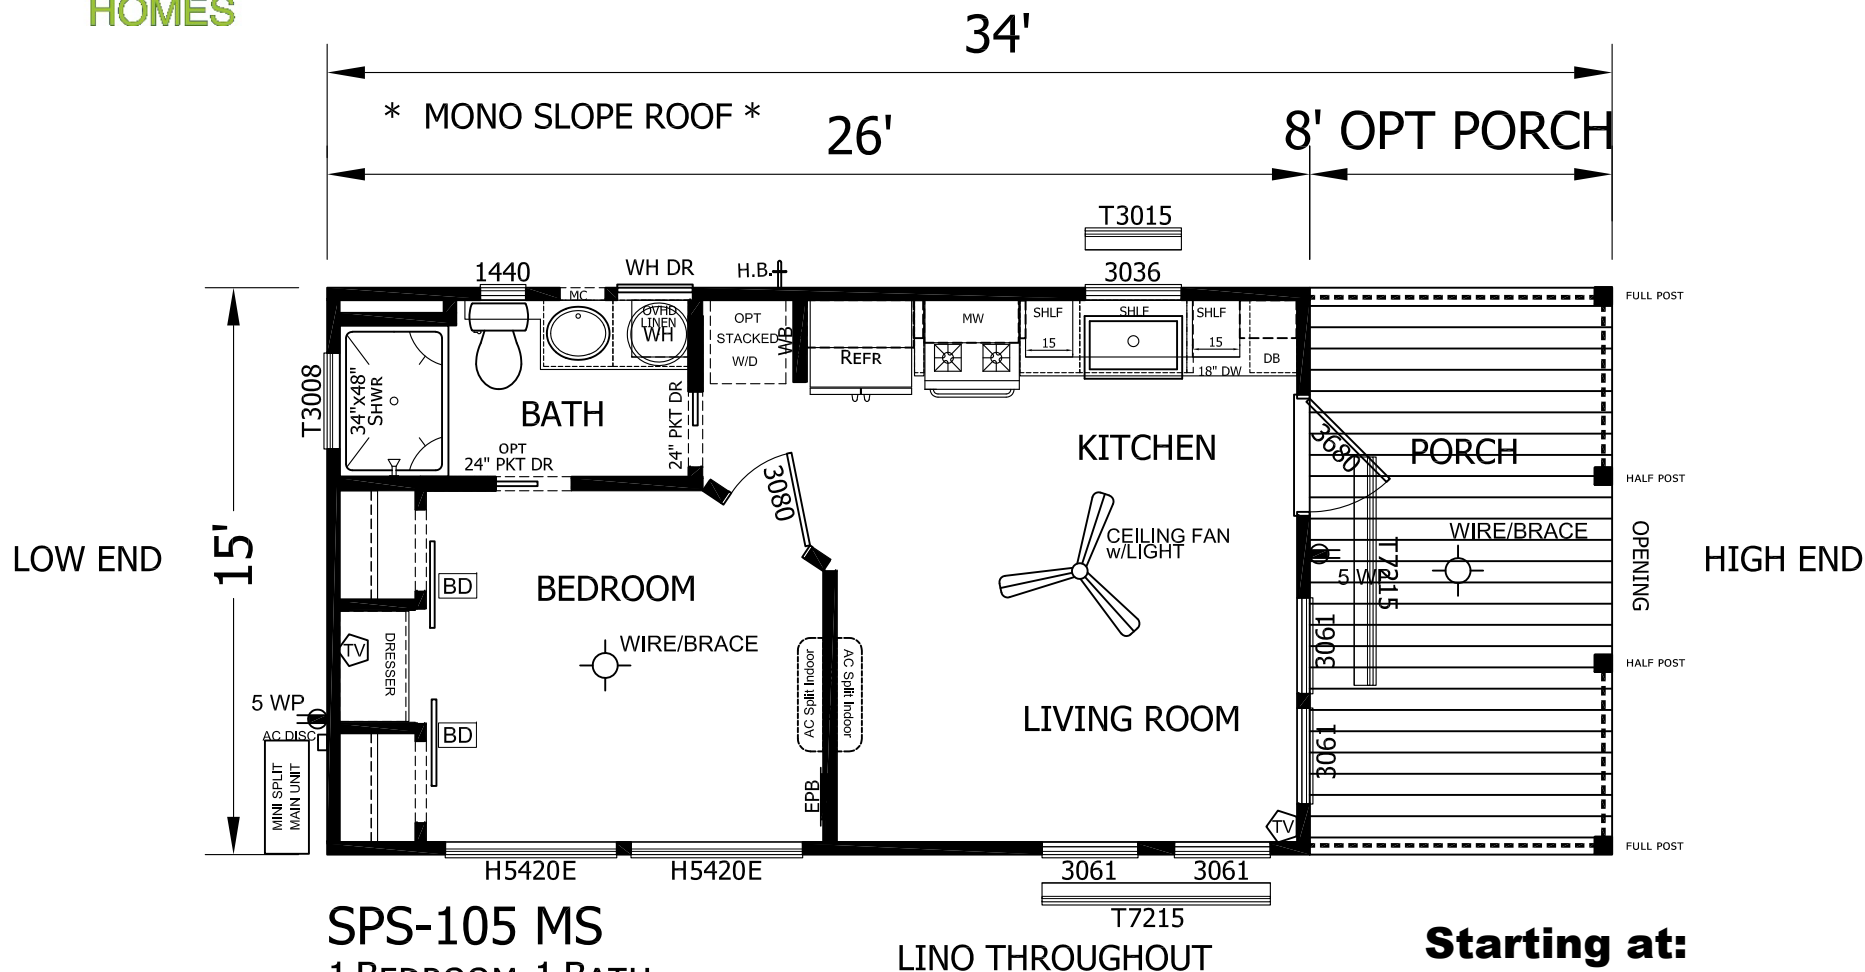 HOMES
34'
* MONO SLOPE ROOF *
26'
8' OPT PORCH
T3015
1440
WH DR
H.B.
3036
MC
OVHD
LINEN
WH
OPT
STACKED
W/D
WB
REFR
MW
SHLF
15
SHLF
SHLF
15
18" DW
DB
FULL POST
T3008
34"x48"
SHWR
BATH
OPT
24" PKT DR
24" PKT DR
3080
KITCHEN
3680
PORCH
HALF POST
LOW END
15'
BD
BEDROOM
WIRE/BRACE
CEILING FAN
w/LIGHT
WIRE/BRACE
5 WP
T7215
OPENING
HIGH END
TV
DRESSER
AC Split Indoor
AC Split Indoor
3061
HALF POST
5 WP
AC DISC
BD
LIVING ROOM
3061
MINI SPLIT
MAIN UNIT
EPB
TV
FULL POST
H5420E
H5420E
3061
3061
T7215
SPS-105 MS
1 BEDROOM, 1 BATH
LINO THROUGHOUT
Starting at: